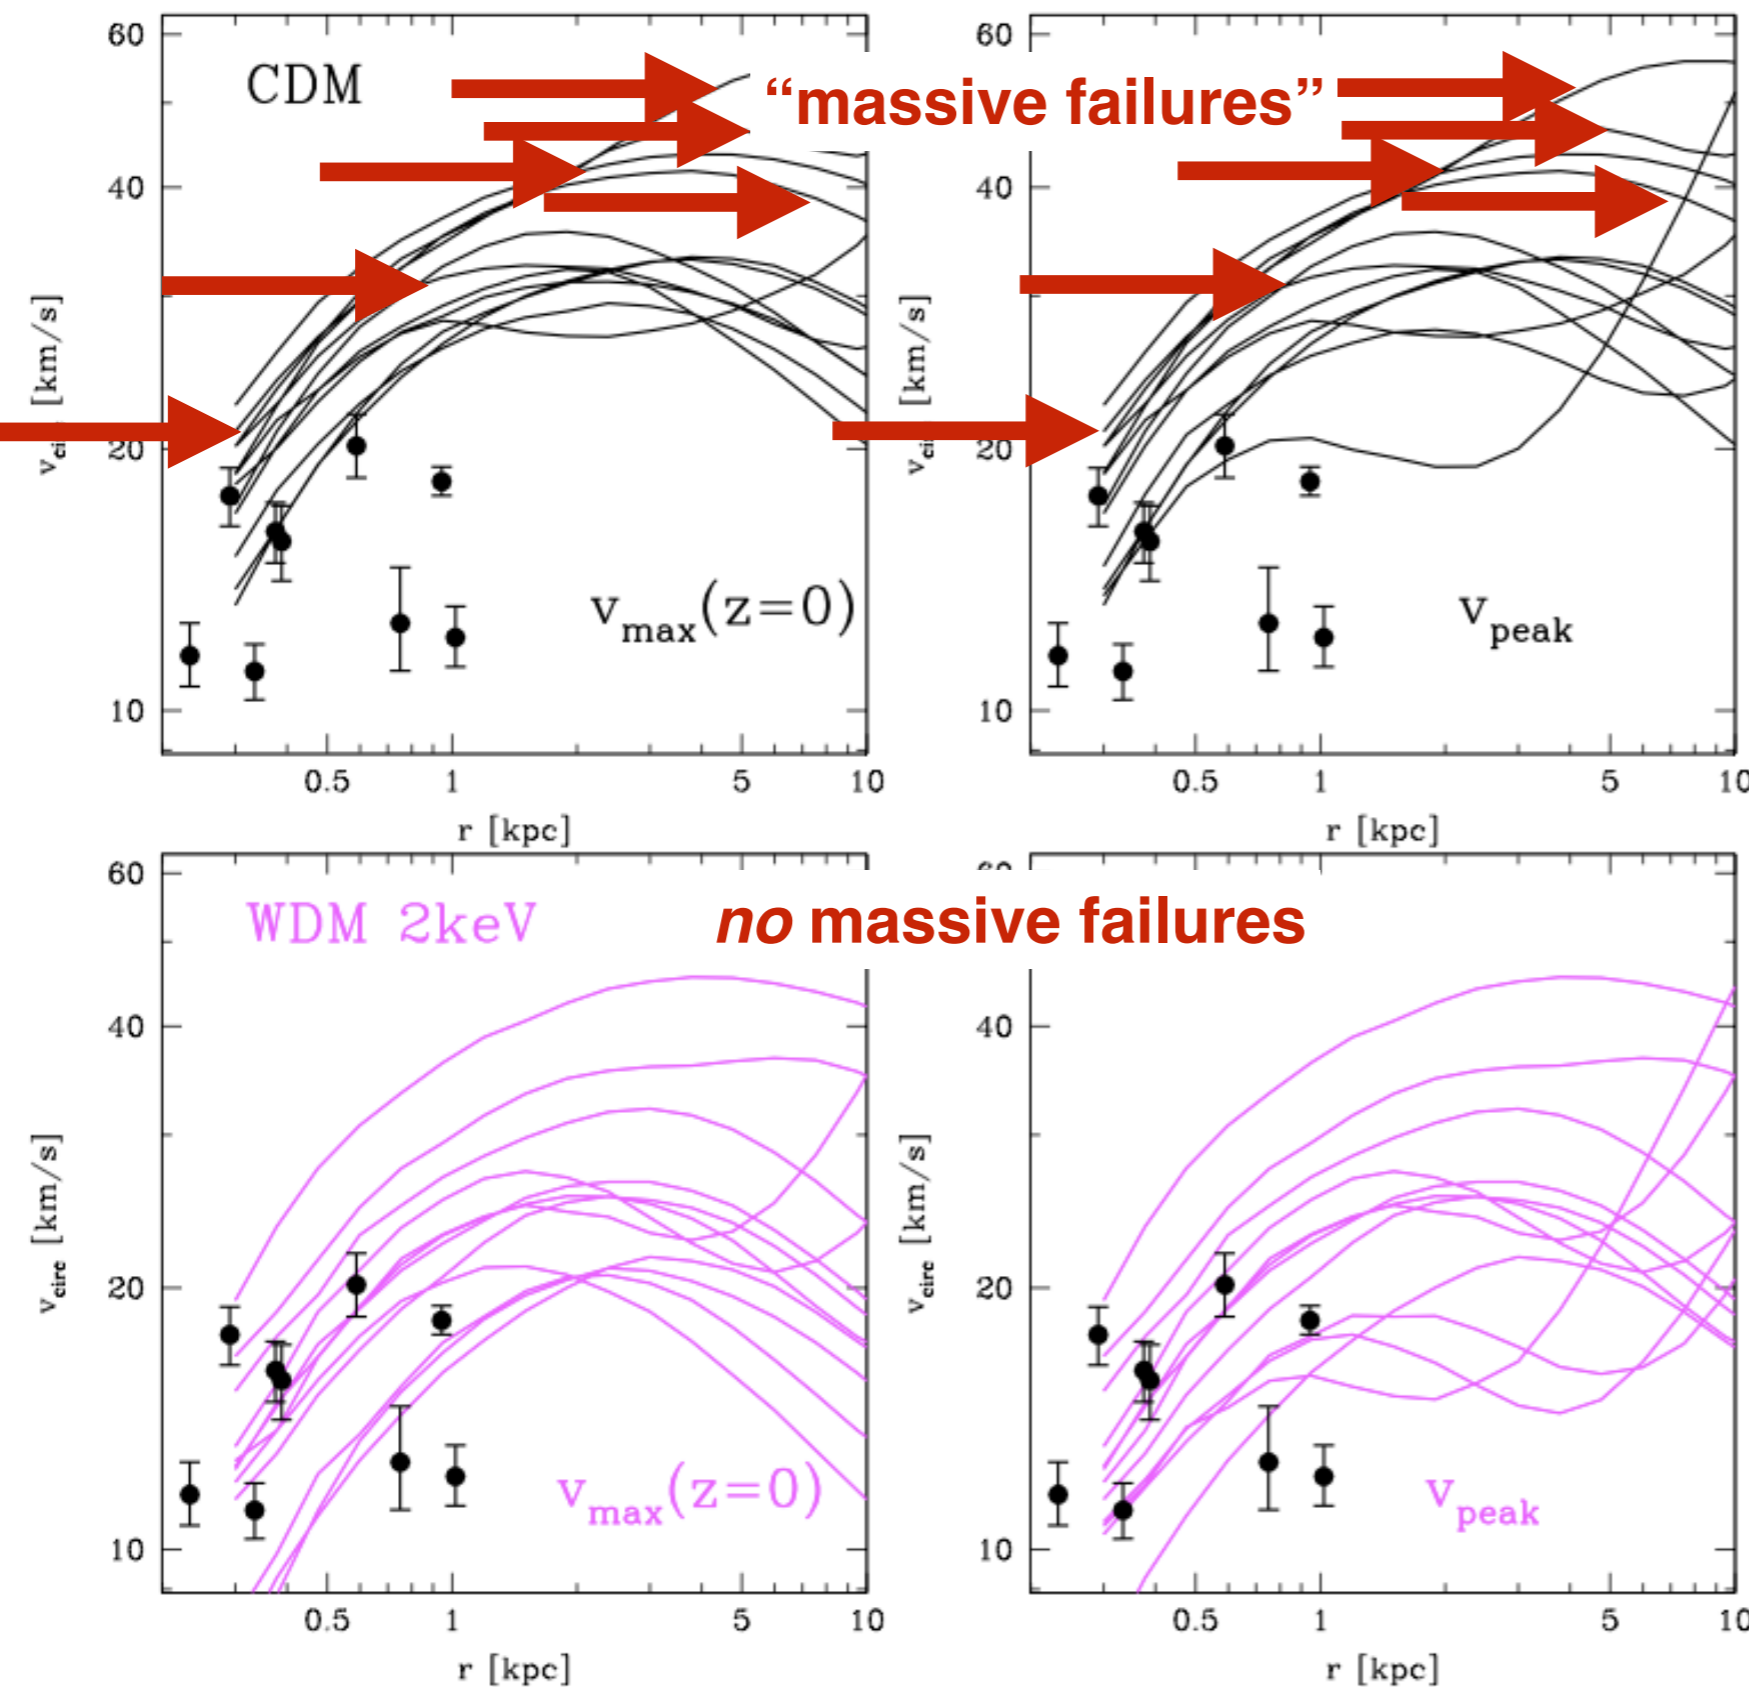 60
CDM
40
20
10
v [km/s]
v_max(z=0)
0.5 1 5 10
r [kpc]
“massive failures”
60
40
20
10
v [km/s]
v_peak
0.5 1 5 10
r [kpc]
60
WDM 2keV
40
20
10
v_circ [km/s]
v_max(z=0)
0.5 1 5 10
r [kpc]
no massive failures
40
20
10
v_circ [km/s]
v_peak
0.5 1 5 10
r [kpc]